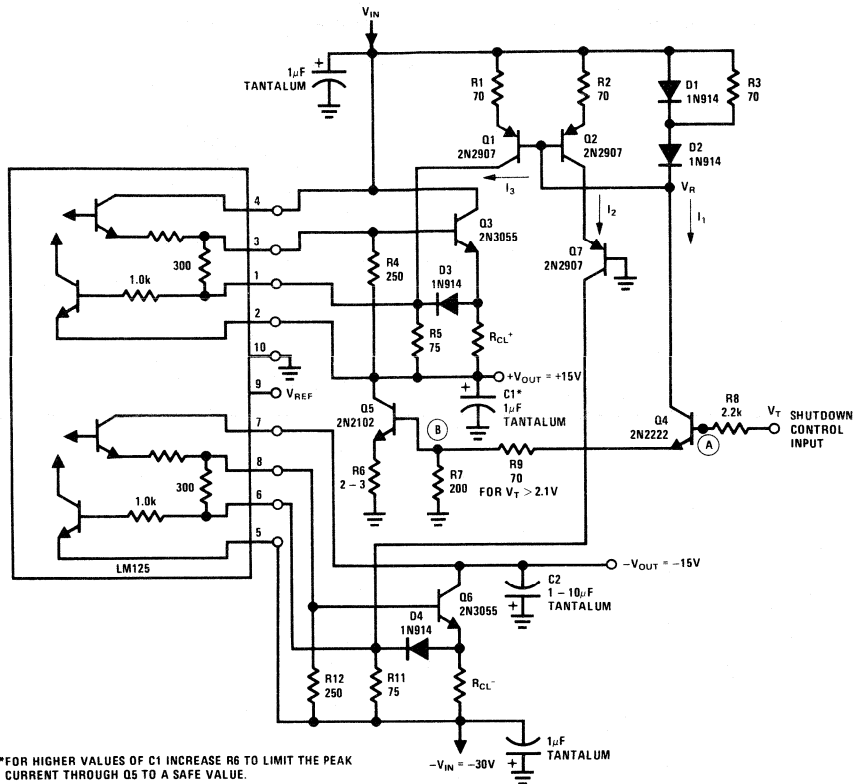 VIN
1µF
TANTALUM
R1
70
R2
70
D1
1N914
R3
70
Q1
2N2907
Q2
2N2907
D2
1N914
VR
I3
I2
I1
4
3
300
1.0k
1
2
10
9
VREF
7
8
300
1.0k
6
5
LM125
Q3
2N3055
R4
250
D3
1N914
R5
75
RCL+
Q7
2N2907
+VOUT = +15V
C1*
1µF
TANTALUM
Q5
2N2102
B
R6
2 – 3
R7
200
R9
70
FOR VT > 2.1V
Q4
2N2222
A
R8
2.2k
VT
SHUTDOWN
CONTROL
INPUT
–VOUT = –15V
C2
1 – 10µF
TANTALUM
Q6
2N3055
D4
1N914
R12
250
R11
75
RCL–
–VIN = –30V
1µF
TANTALUM
*FOR HIGHER VALUES OF C1 INCREASE R6 TO LIMIT THE PEAK
CURRENT THROUGH Q5 TO A SAFE VALUE.